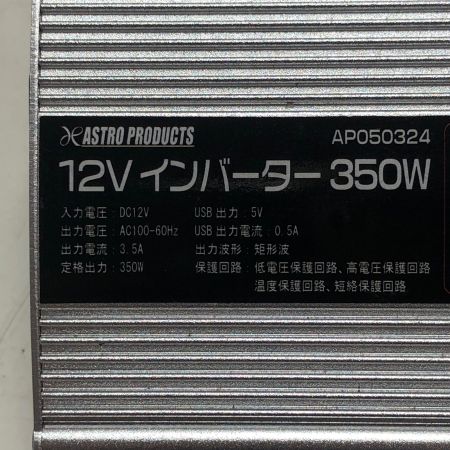 ASTRO PRODUCTS AP050324
12V インバーター 350W
入力電圧：DC12V USB 出力：5V
出力電圧：AC100-60Hz USB 出力電流：0.5A
出力電流：3.5A 出力波形：矩形波
定格出力：350W 保護回路：低電圧保護回路、高電圧保護回路
温度保護回路、短絡保護回路